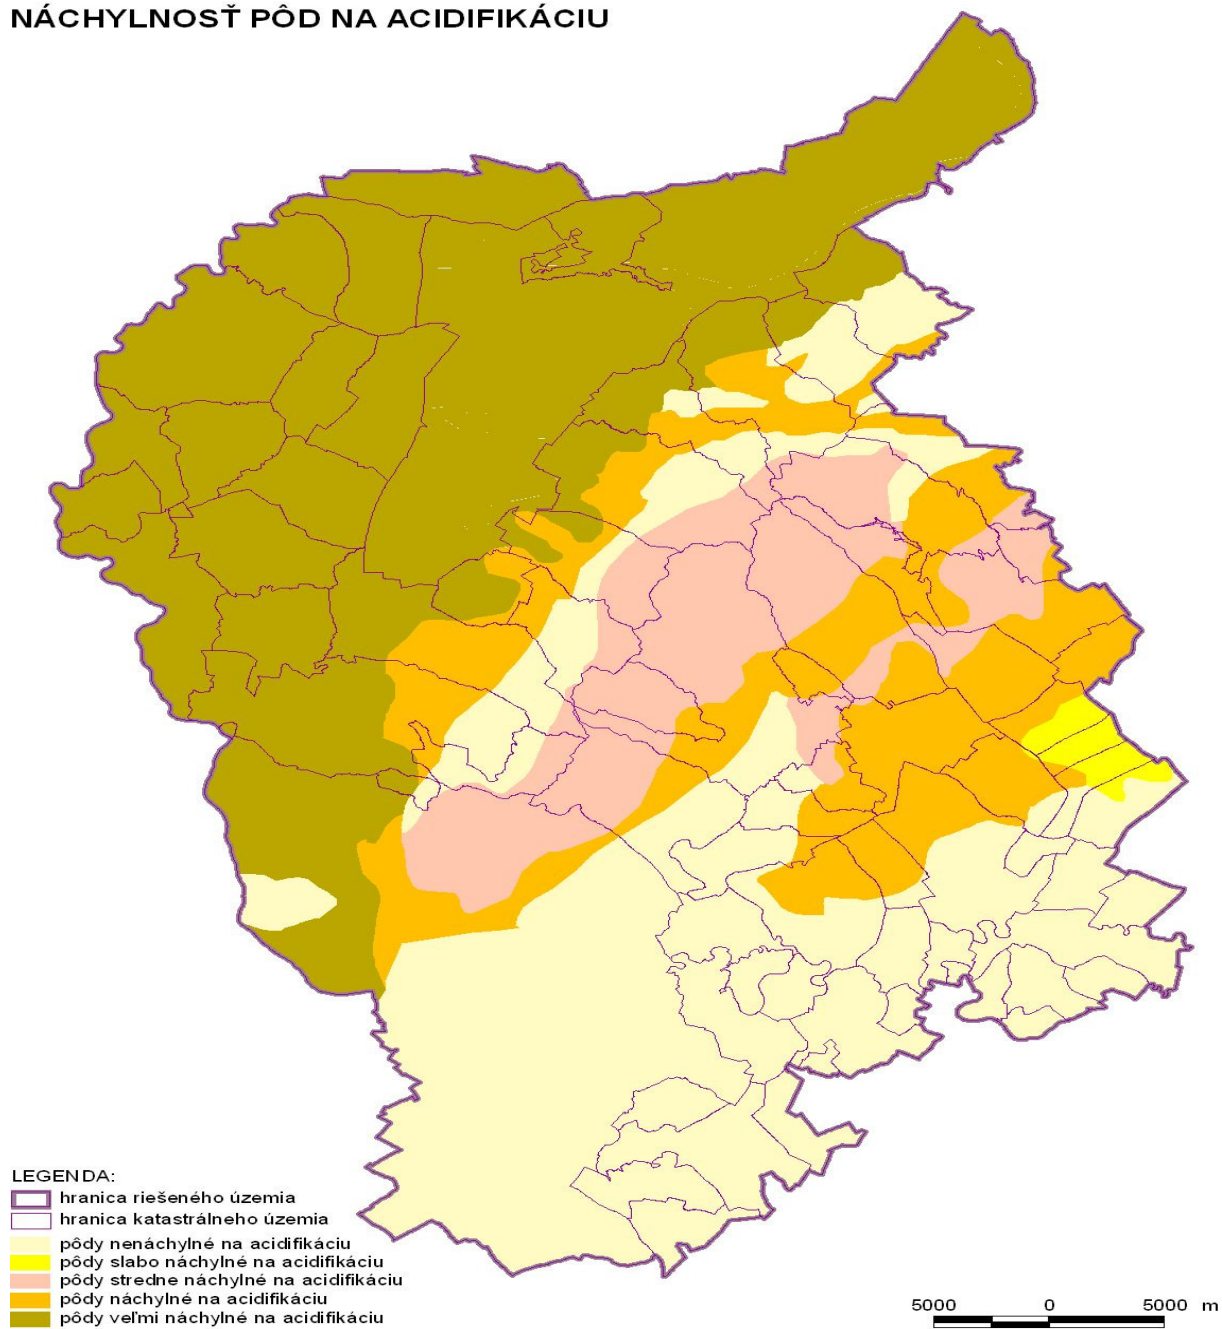 NÁCHYLNOSŤ PÔD NA ACIDIFIKÁCIU
LEGENDA:
hranica riešeného územia
hranica katastrálneho územia
pôdy nenáchylné na acidifikáciu
pôdy slabo náchylné na acidifikáciu
pôdy stredne náchylné na acidifikáciu
pôdy náchylné na acidifikáciu
pôdy veľmi náchylné na acidifikáciu
5000 0 5000 m